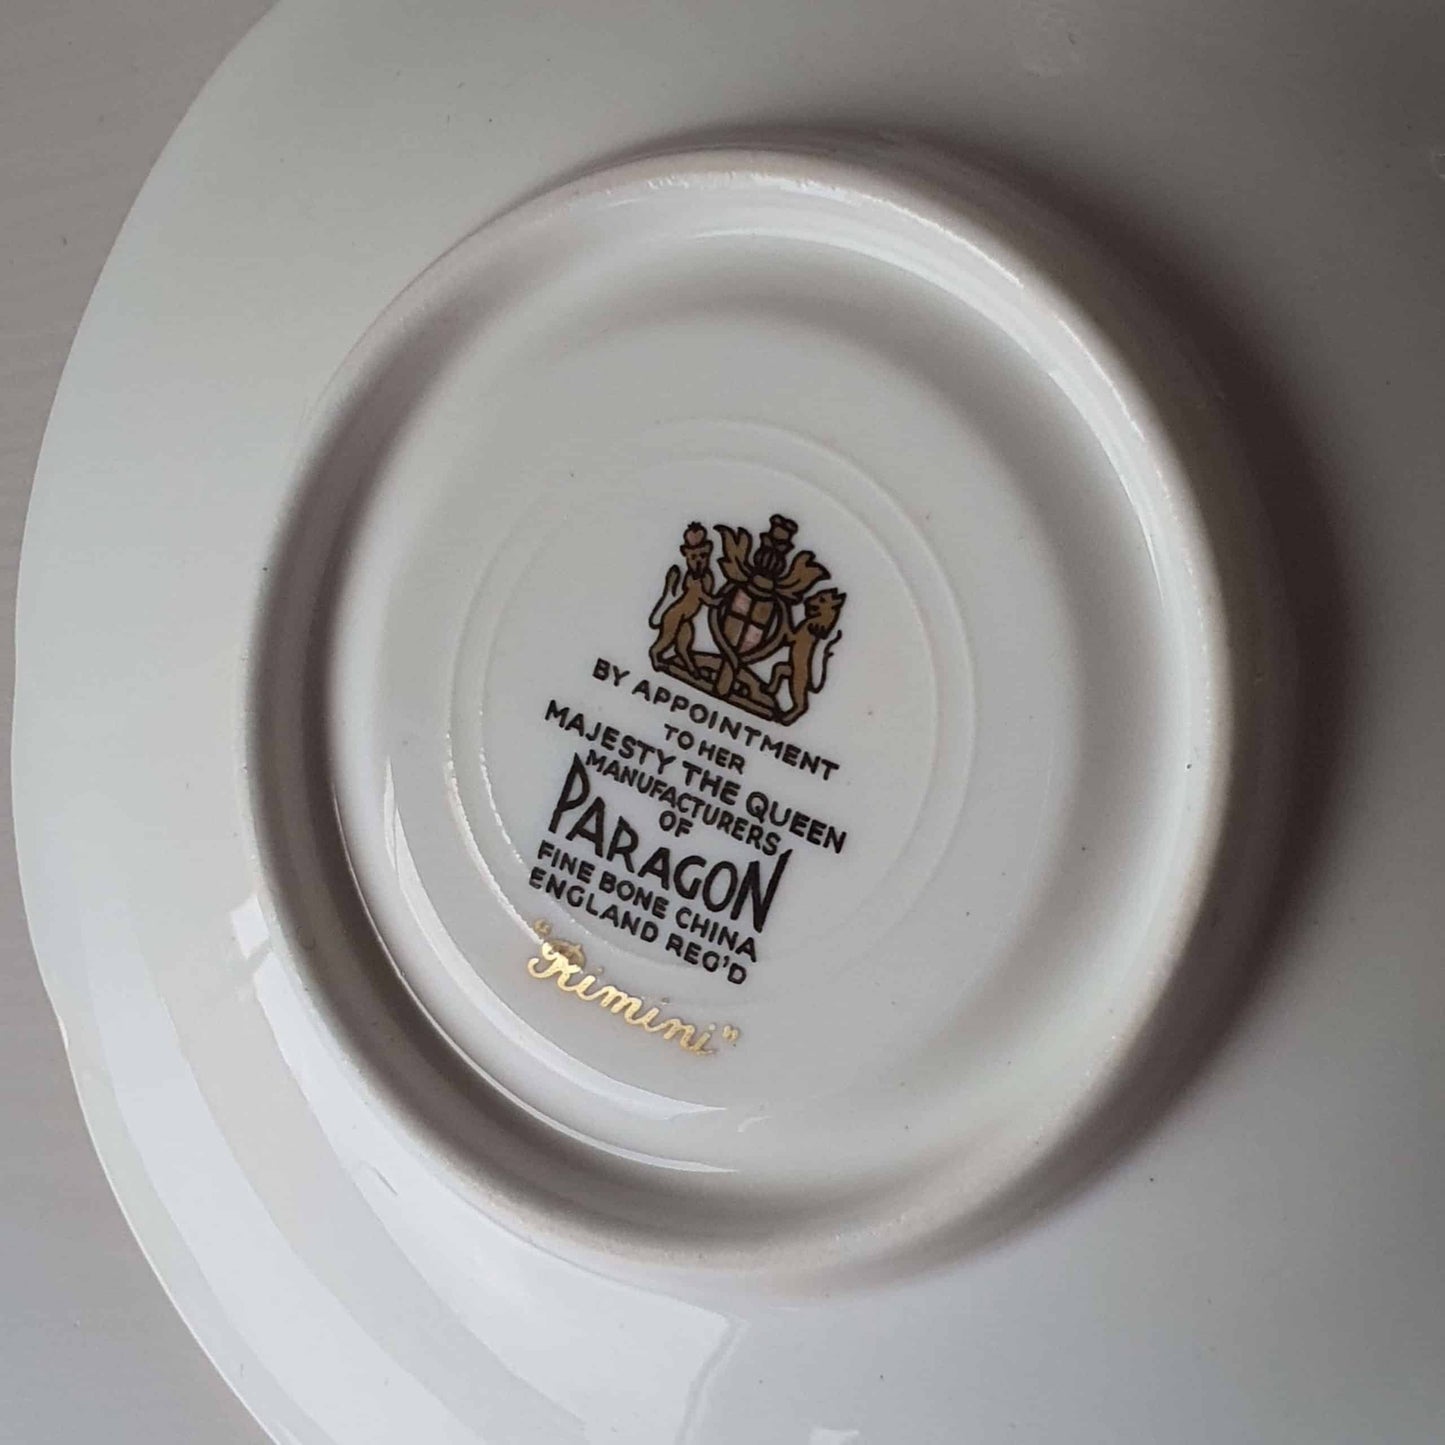 BY APPOINTMENT
TO HER
MAJESTY THE QUEEN
MANUFACTURERS
OF
PARAGON
FINE BONE CHINA
ENGLAND REG'D
"Rimini"